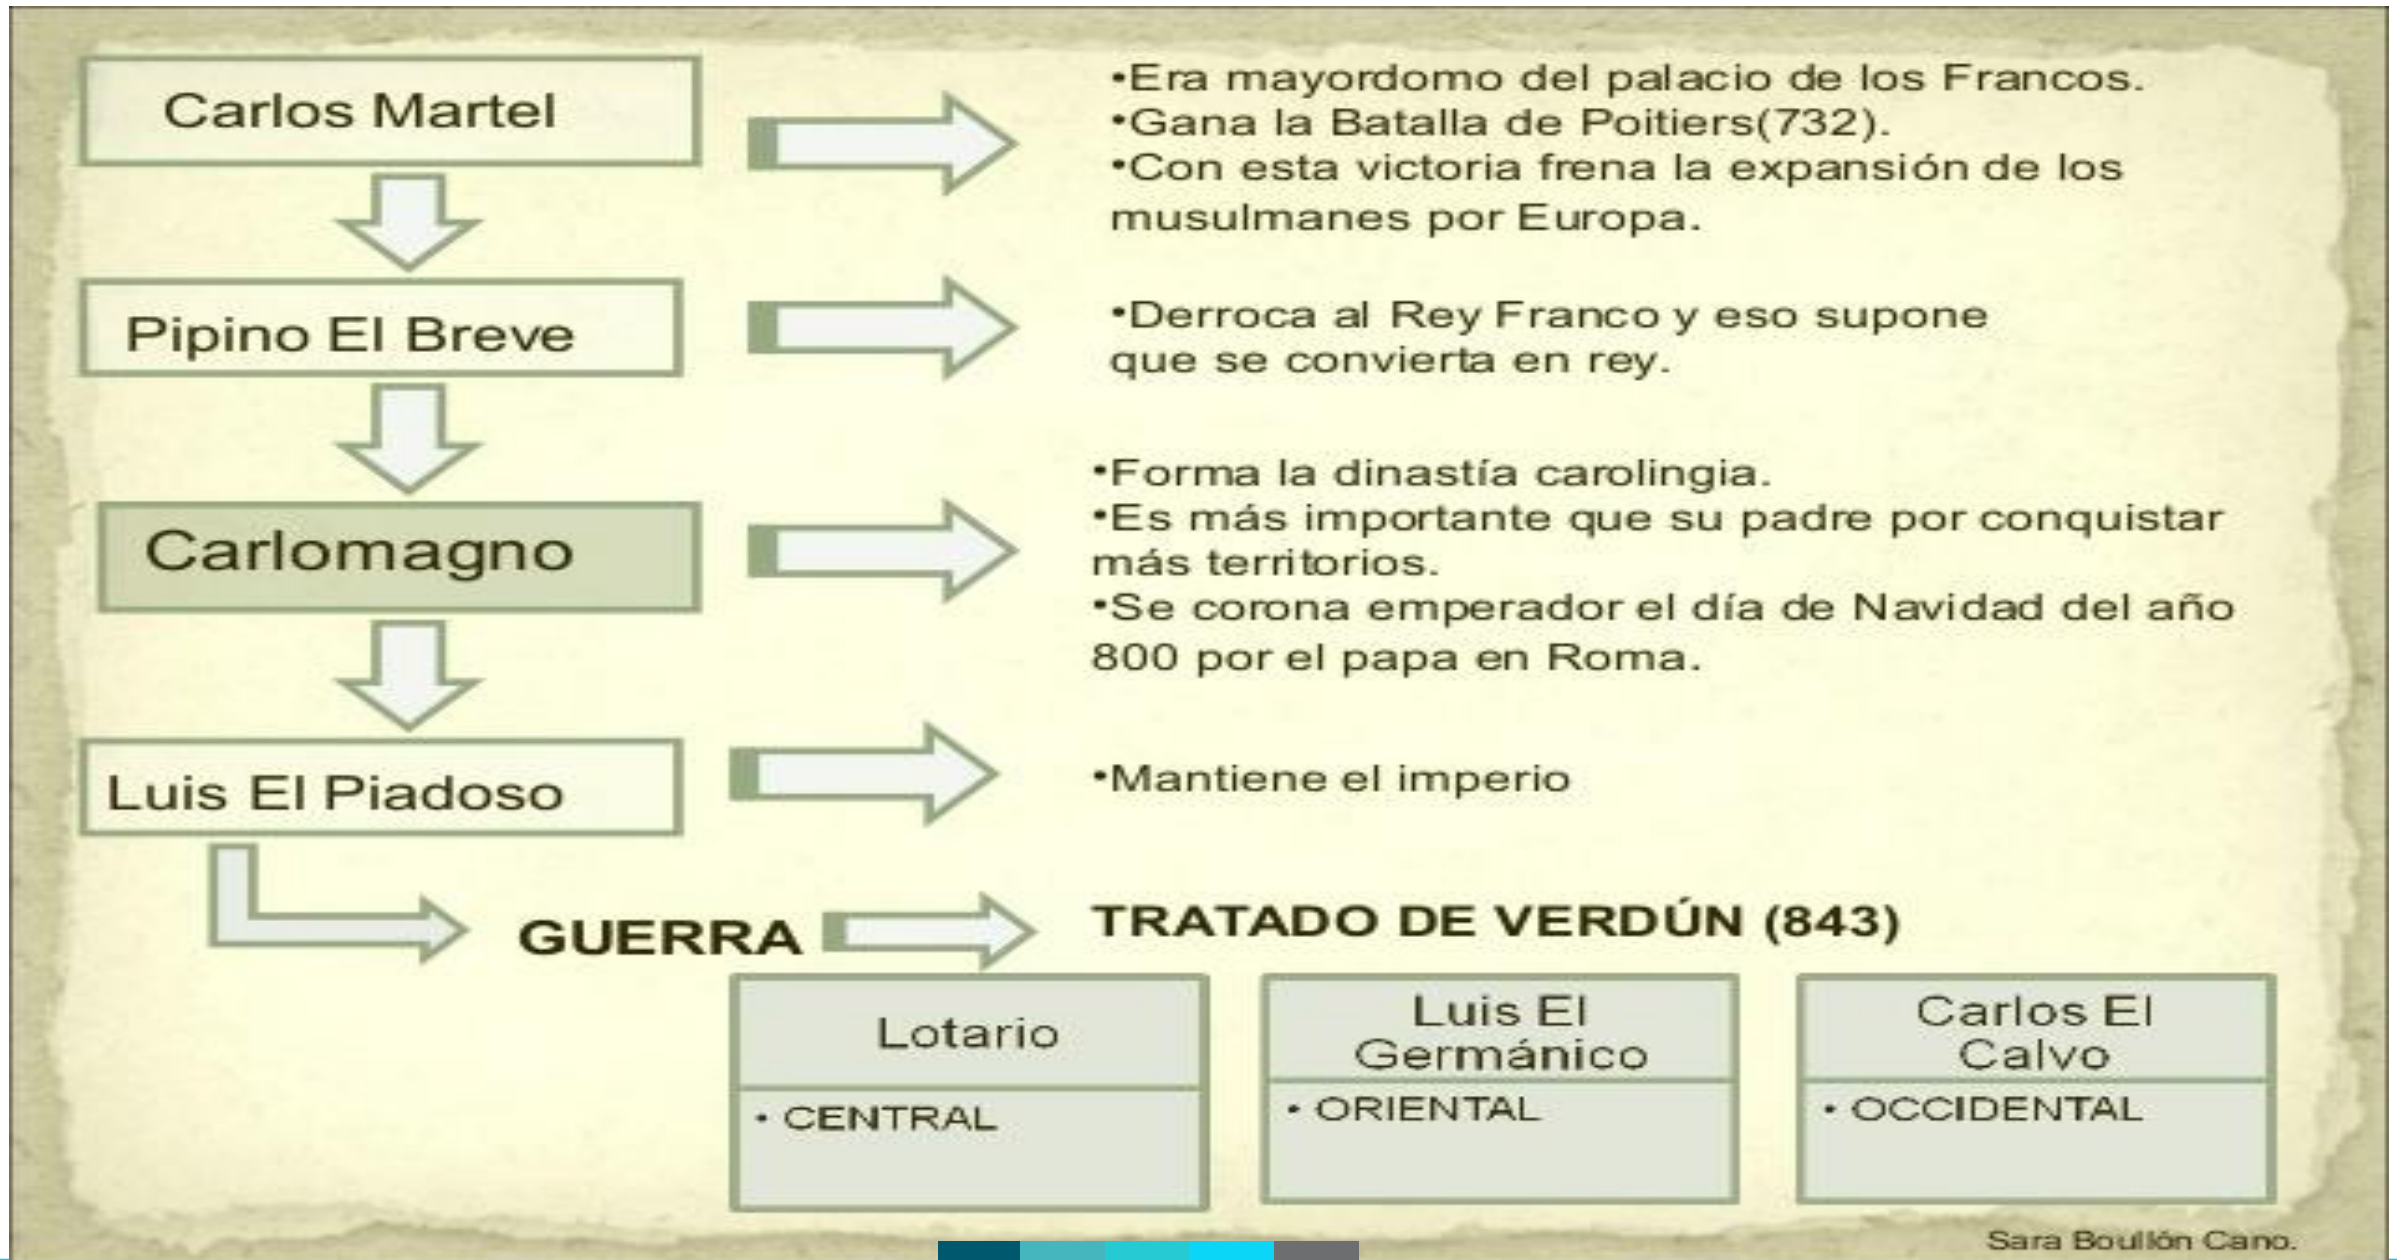 Carlos Martel
•Era mayordomo del palacio de los Francos.
•Gana la Batalla de Poitiers(732).
•Con esta victoria frena la expansión de los
musulmanes por Europa.
Pipino El Breve
•Derroca al Rey Franco y eso supone
que se convierta en rey.
Carlomagno
•Forma la dinastía carolingia.
•Es más importante que su padre por conquistar
más territorios.
•Se corona emperador el día de Navidad del año
800 por el papa en Roma.
Luis El Piadoso
•Mantiene el imperio
GUERRA
TRATADO DE VERDÚN (843)
Lotario
• CENTRAL
Luis El
Germánico
• ORIENTAL
Carlos El
Calvo
• OCCIDENTAL
Sara Boullón Cano.